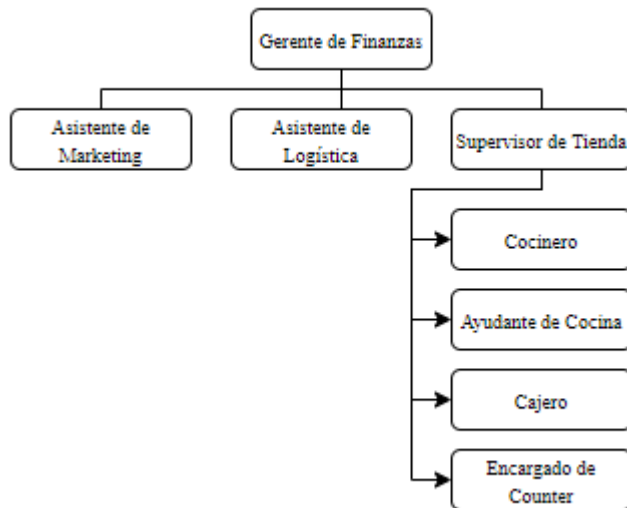 Gerente de Finanzas
Asistente de
Marketing
Asistente de
Logística
Supervisor de Tienda
Cocinero
Ayudante de Cocina
Cajero
Encargado de
Counter